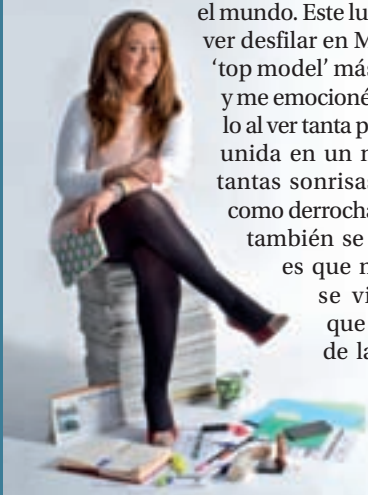 el mundo. Este lu
ver desfilar en M
‘top model’ más
y me emocioné
lo al ver tanta p
unida en un m
tantas sonrisas
como derrocha
también se
es que n
se vi
que
de la